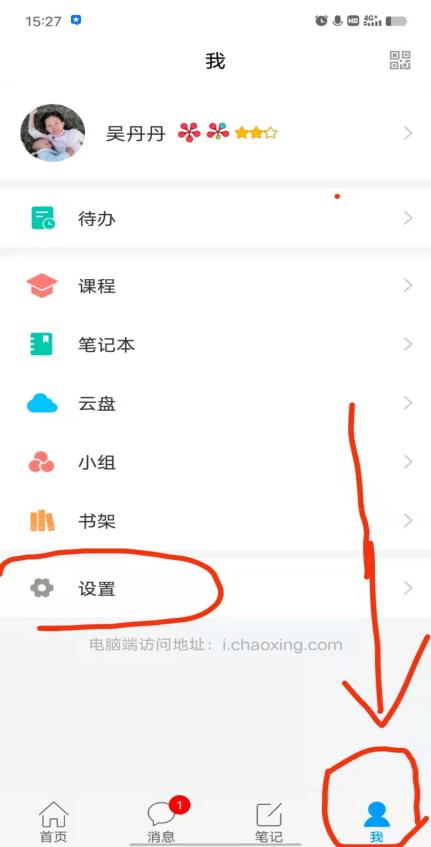 15:27 HD 4G+
我
吴丹丹
待办
课程
笔记本
云盘
小组
书架
设置
电脑端访问地址：i.chaoxing.com
1
首页 消息 笔记 我